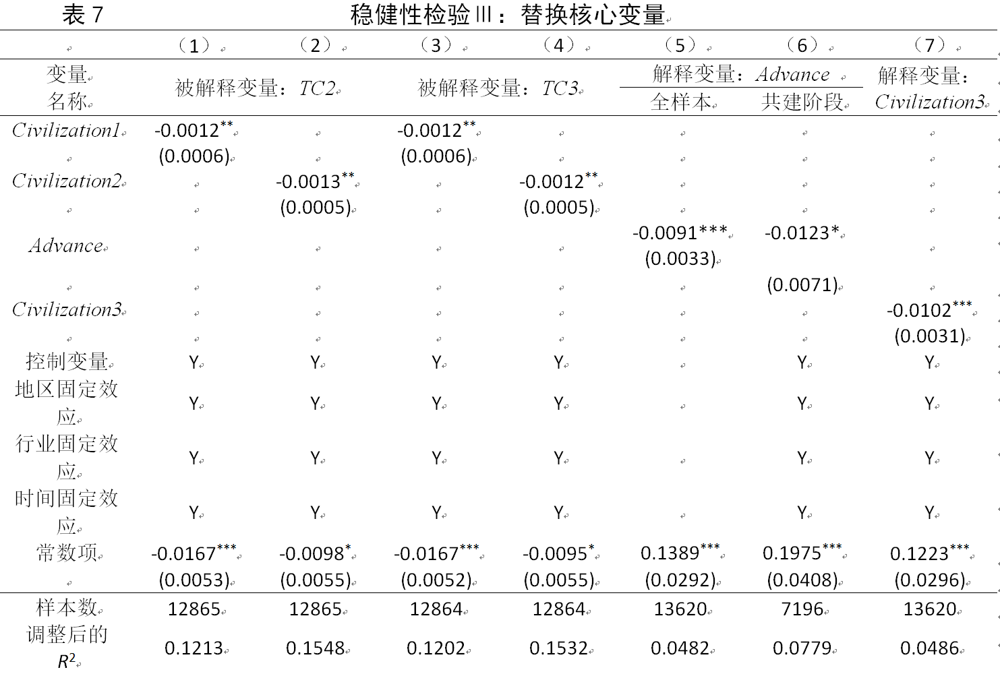 表 7 稳健性检验Ⅲ：替换核心变量
（1） （2） （3） （4） （5） （6） （7）
变量名称 被解释变量：TC2 被解释变量：TC3 解释变量：Advance 解释变量：Civilization3
全样本 共建阶段
Civilization1 -0.0012** -0.0012**
(0.0006) (0.0006)
Civilization2 -0.0013** -0.0012**
(0.0005) (0.0005)
Advance -0.0091*** -0.0123*
(0.0033)
(0.0071)
Civilization3 -0.0102***
(0.0031)
控制变量 Y Y Y Y Y Y
地区固定效应 Y Y Y Y Y Y
行业固定效应 Y Y Y Y Y Y
时间固定效应 Y Y Y Y Y Y
常数项 -0.0167*** -0.0098* -0.0167*** -0.0095* 0.1389*** 0.1975*** 0.1223***
(0.0053) (0.0055) (0.0052) (0.0055) (0.0292) (0.0408) (0.0296)
样本数 12865 12865 12864 12864 13620 7196 13620
调整后的R2 0.1213 0.1548 0.1202 0.1532 0.0482 0.0779 0.0486